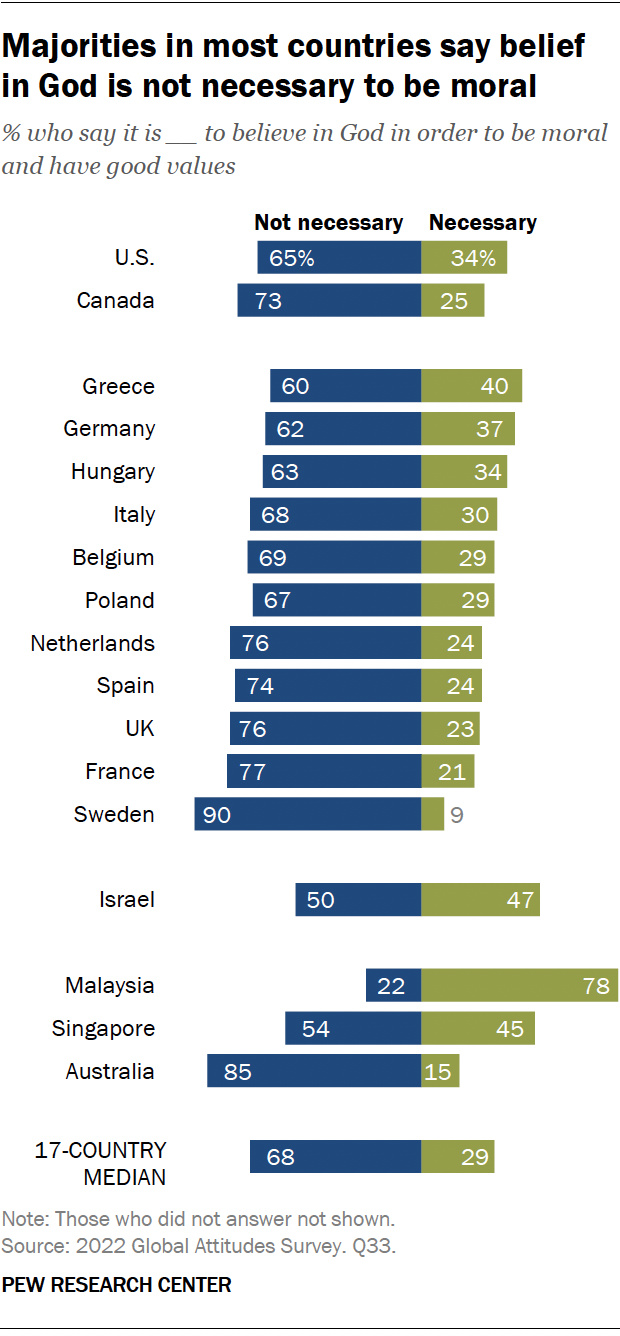 Majorities in most countries say belief
in God is not necessary to be moral
% who say it is __ to believe in God in order to be moral
and have good values
Not necessary Necessary
U.S. 65% 34%
Canada 73 25
Greece 60 40
Germany 62 37
Hungary 63 34
Italy 68 30
Belgium 69 29
Poland 67 29
Netherlands 76 24
Spain 74 24
UK 76 23
France 77 21
Sweden 90 9
Israel 50 47
Malaysia 22 78
Singapore 54 45
Australia 85 15
17-COUNTRY
MEDIAN 68 29
Note: Those who did not answer not shown.
Source: 2022 Global Attitudes Survey. Q33.
PEW RESEARCH CENTER